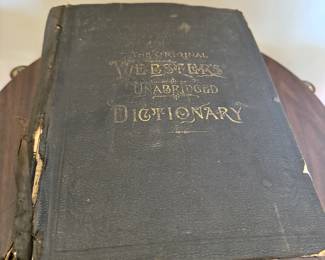 THE ORIGINAL
WEBSTER'S
UNABRIDGED
DICTIONARY